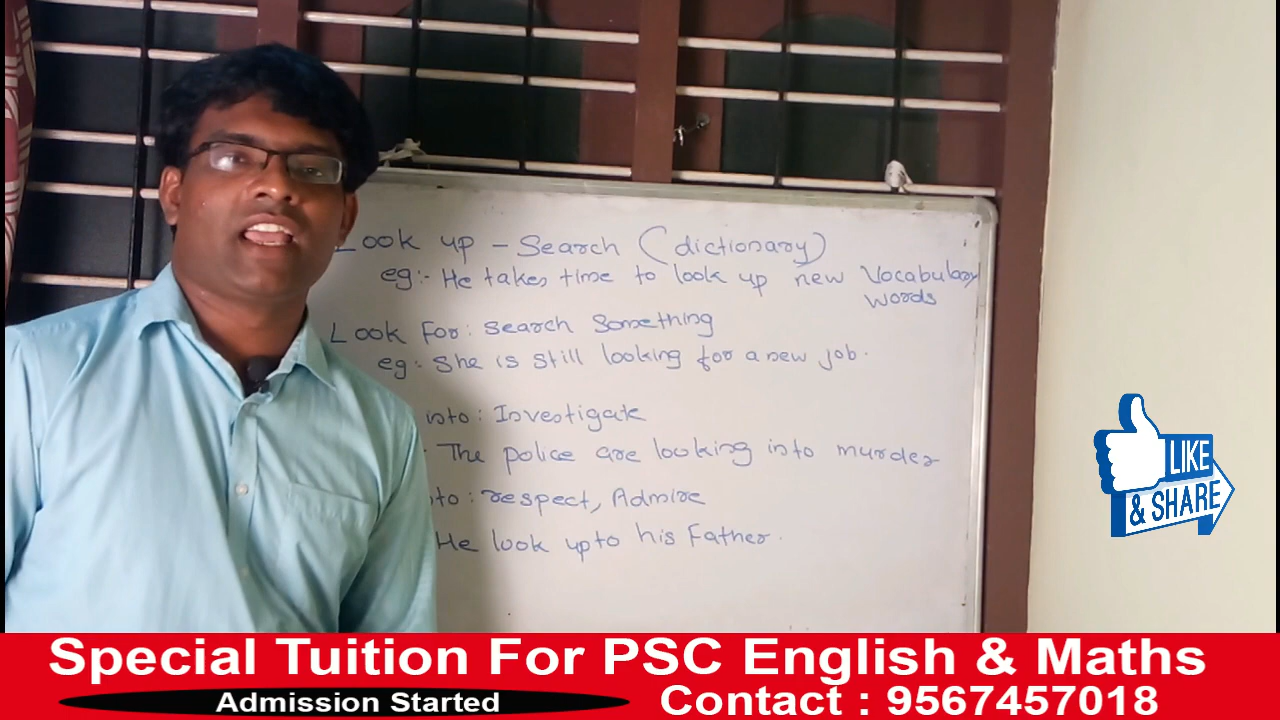 Look up - Search (dictionary)
eg:- He takes time to look up new Vocabulary
words
Look for: search something
eg: She is still looking for a new job.
into: Investigate
The police are looking into murder
to: respect, Admire
He look upto his Father.
LIKE
& SHARE
Special Tuition For PSC English & Maths
Admission Started
Contact : 9567457018